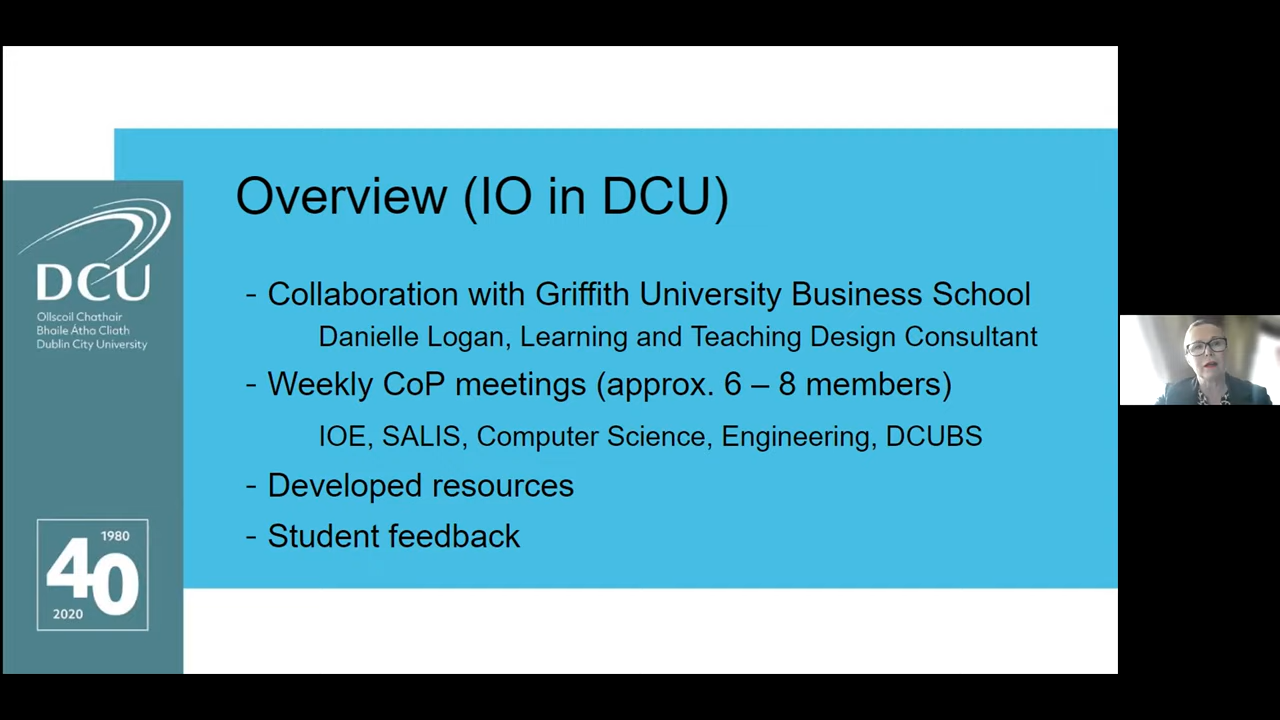 Overview (IO in DCU)
- Collaboration with Griffith University Business School
Danielle Logan, Learning and Teaching Design Consultant
- Weekly CoP meetings (approx. 6 – 8 members)
IOE, SALIS, Computer Science, Engineering, DCUBS
- Developed resources
- Student feedback
DCU
Ollscoil Chathair
Bhaile Átha Cliath
Dublin City University
1980
40
2020